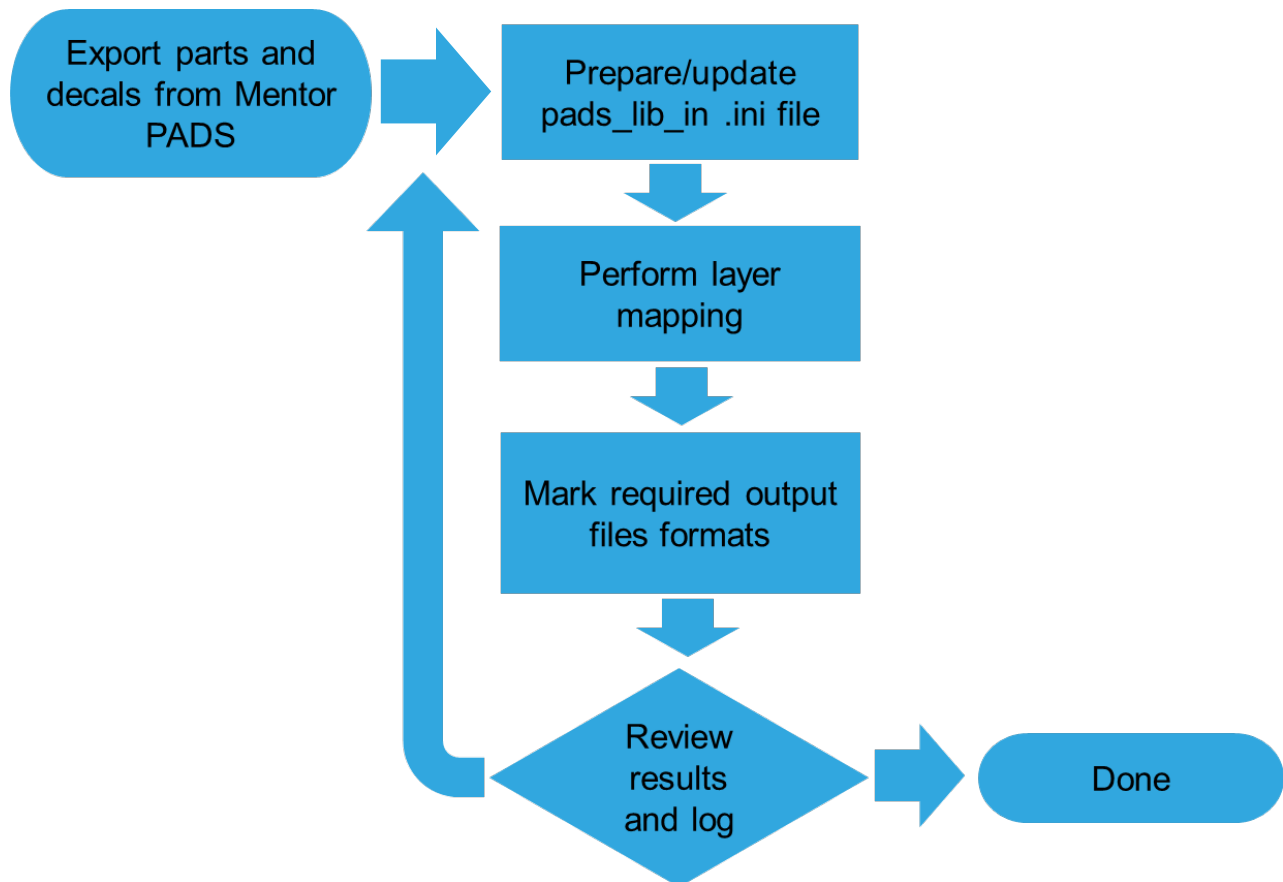 Export parts and
decals from Mentor
PADS
Prepare/update
pads_lib_in .ini file
Perform layer
mapping
Mark required output
files formats
Review
results
and log
Done